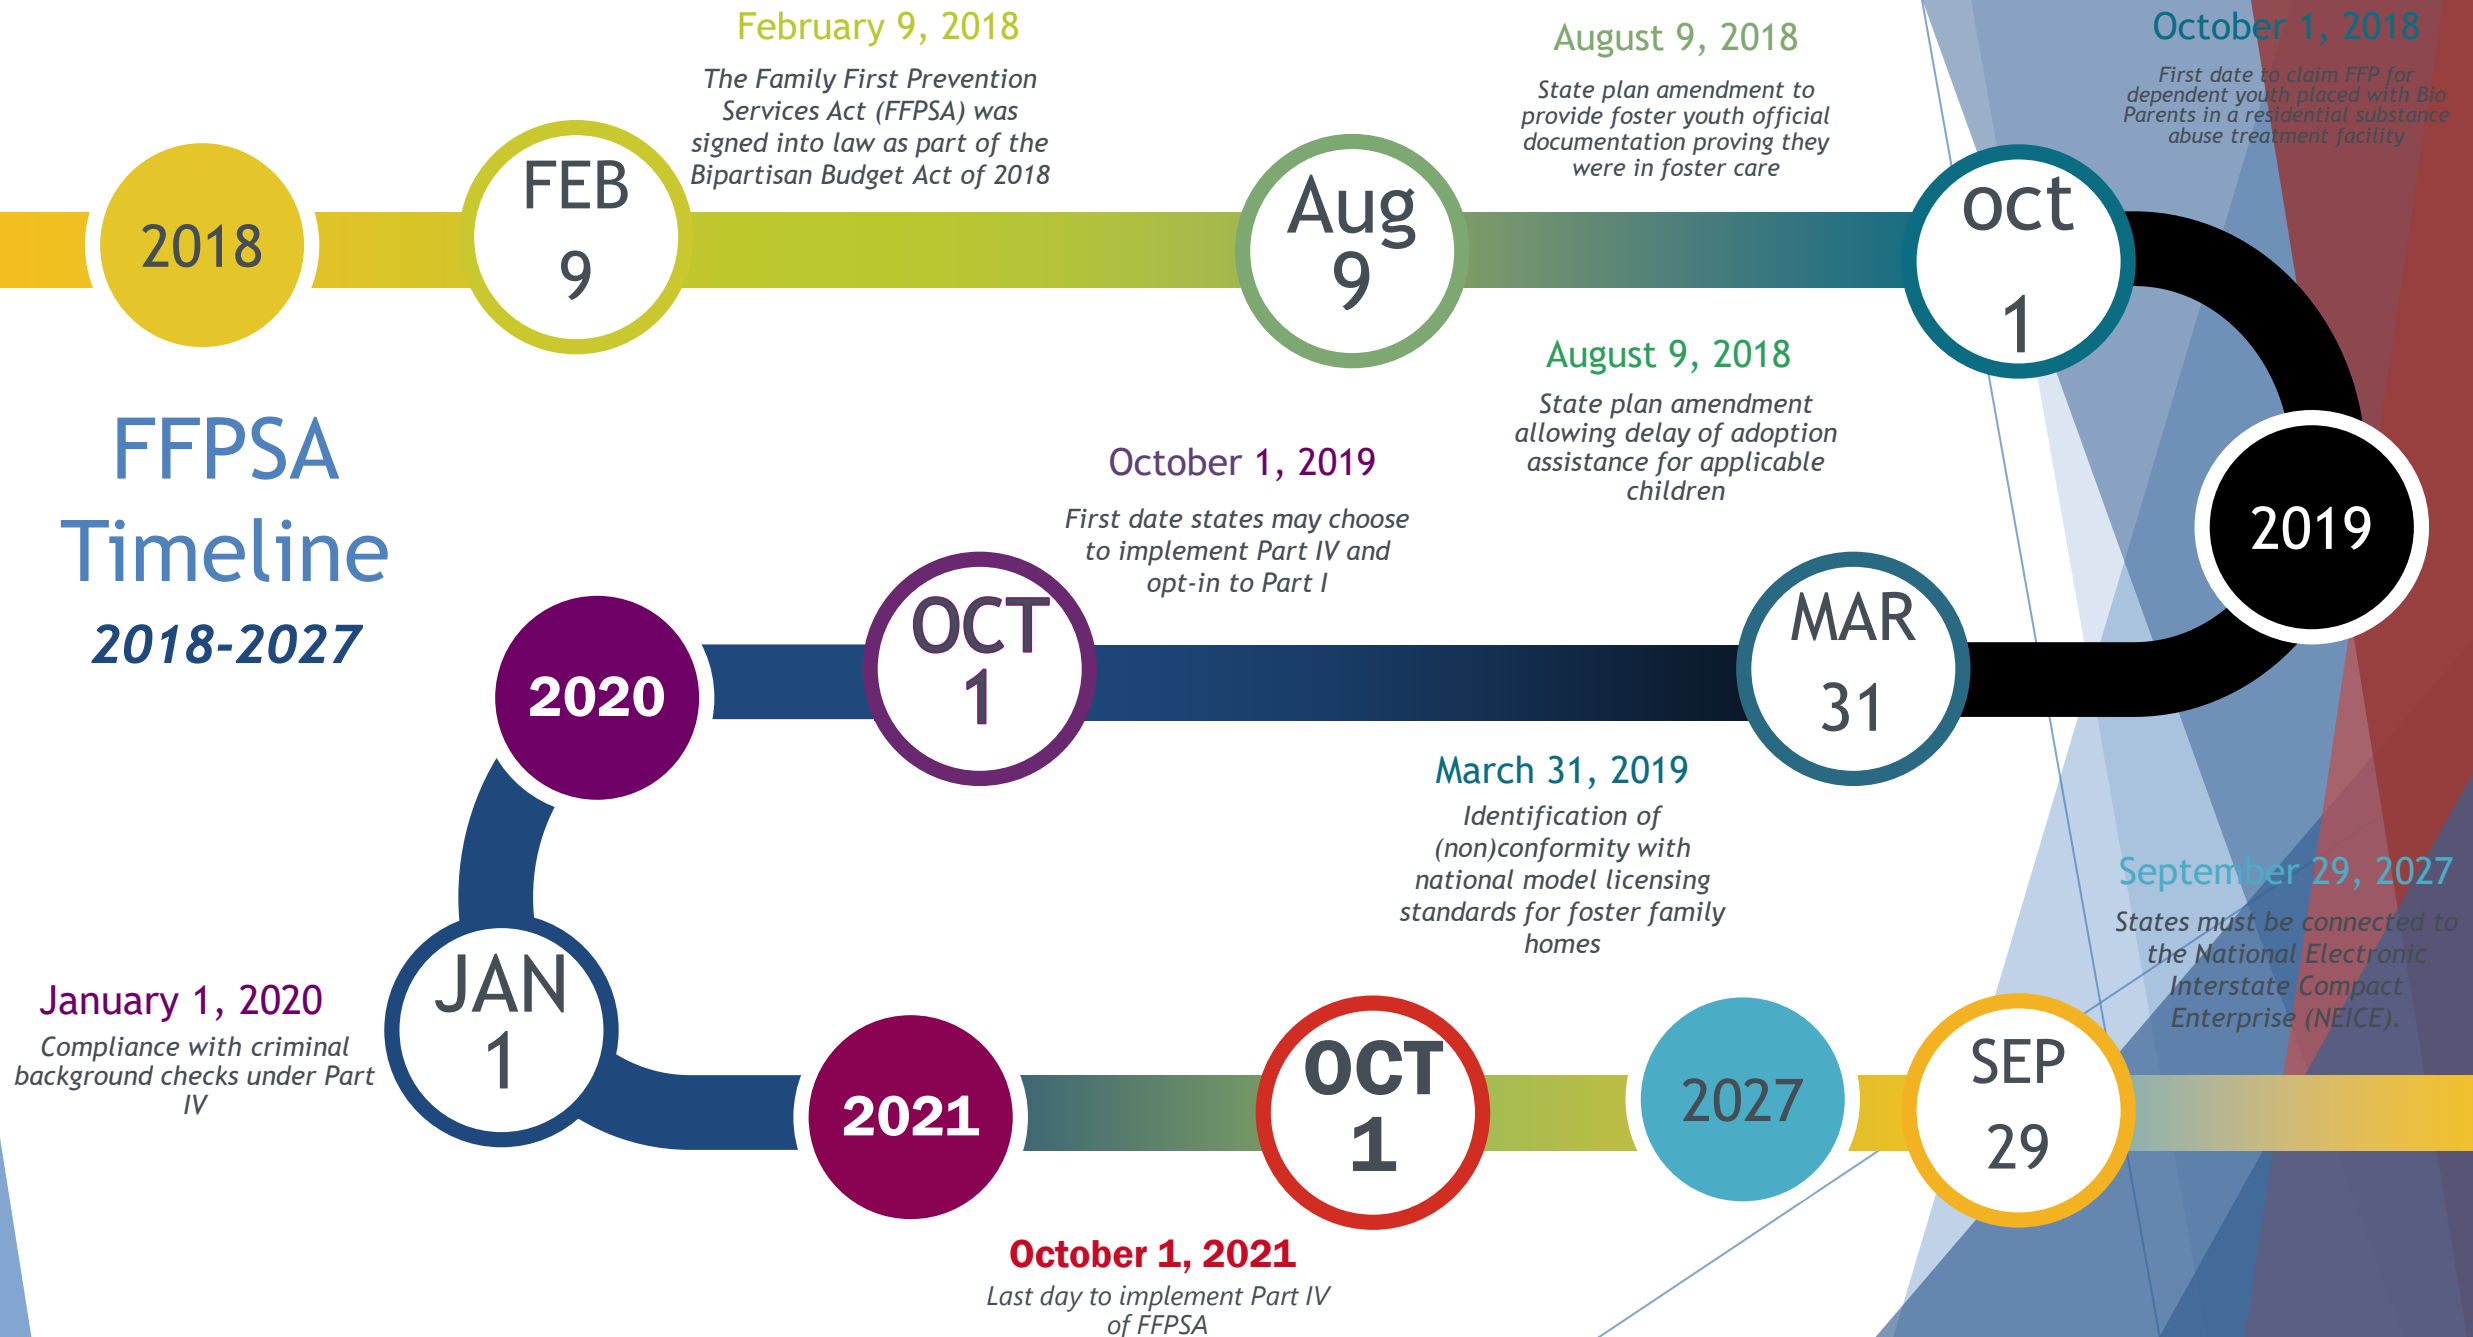 February 9, 2018
The Family First Prevention
Services Act (FFPSA) was
signed into law as part of the
Bipartisan Budget Act of 2018
August 9, 2018
State plan amendment to
provide foster youth official
documentation proving they
were in foster care
October 1, 2018
First date to claim FFP for
dependent youth placed with Bio
Parents in a residential substance
abuse treatment facility
2018
FEB
9
Aug
9
oct
1
FFPSA
Timeline
2018-2027
August 9, 2018
State plan amendment
allowing delay of adoption
assistance for applicable
children
October 1, 2019
First date states may choose
to implement Part IV and
opt-in to Part I
2019
2020
OCT
1
MAR
31
March 31, 2019
Identification of
(non)conformity with
national model licensing
standards for foster family
homes
September 29, 2027
States must be connected to
the National Electronic
Interstate Compact
Enterprise (NEICE).
January 1, 2020
Compliance with criminal
background checks under Part
IV
JAN
1
2021
OCT
1
2027
SEP
29
October 1, 2021
Last day to implement Part IV
of FFPSA